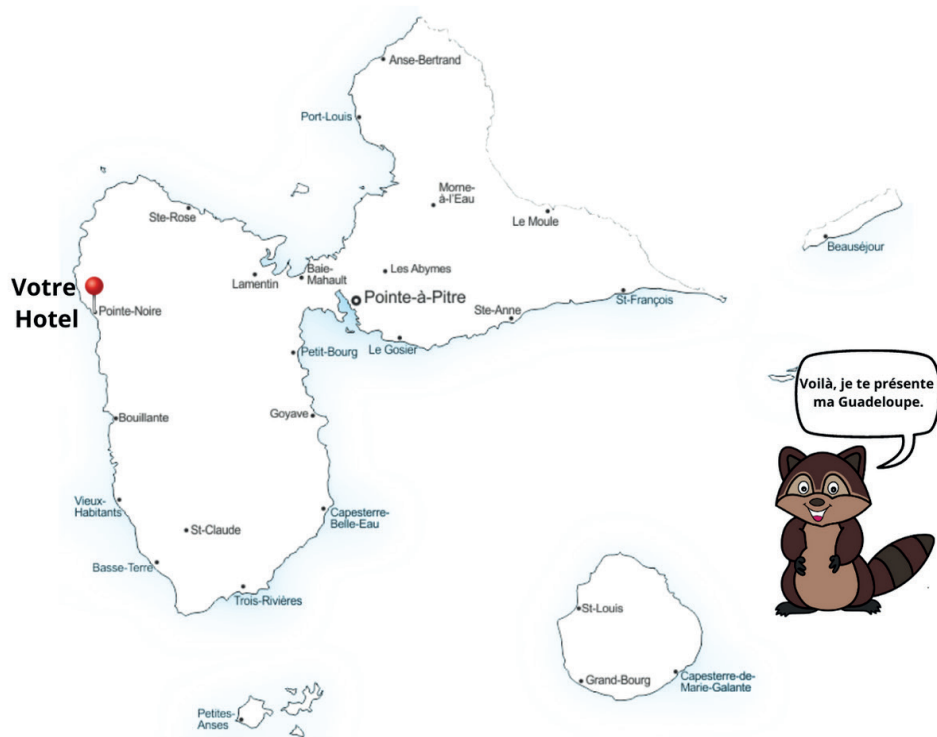 Anse-Bertrand
Port-Louis
Morne-
à-l'Eau
Ste-Rose
Le Moule
Beauséjour
Lamentin
Baie-
Mahault
Les Abymes
Votre
Hotel
Pointe-Noire
Pointe-à-Pitre
St-François
Ste-Anne
Le Gosier
Petit-Bourg
Voilà, je te présente
ma Guadeloupe.
Bouillante
Goyave
Vieux-
Habitants
St-Claude
Capesterre-
Belle-Eau
Basse-Terre
Trois-Rivières
St-Louis
Grand-Bourg
Capesterre-de-
Marie-Galante
Petites-
Anses